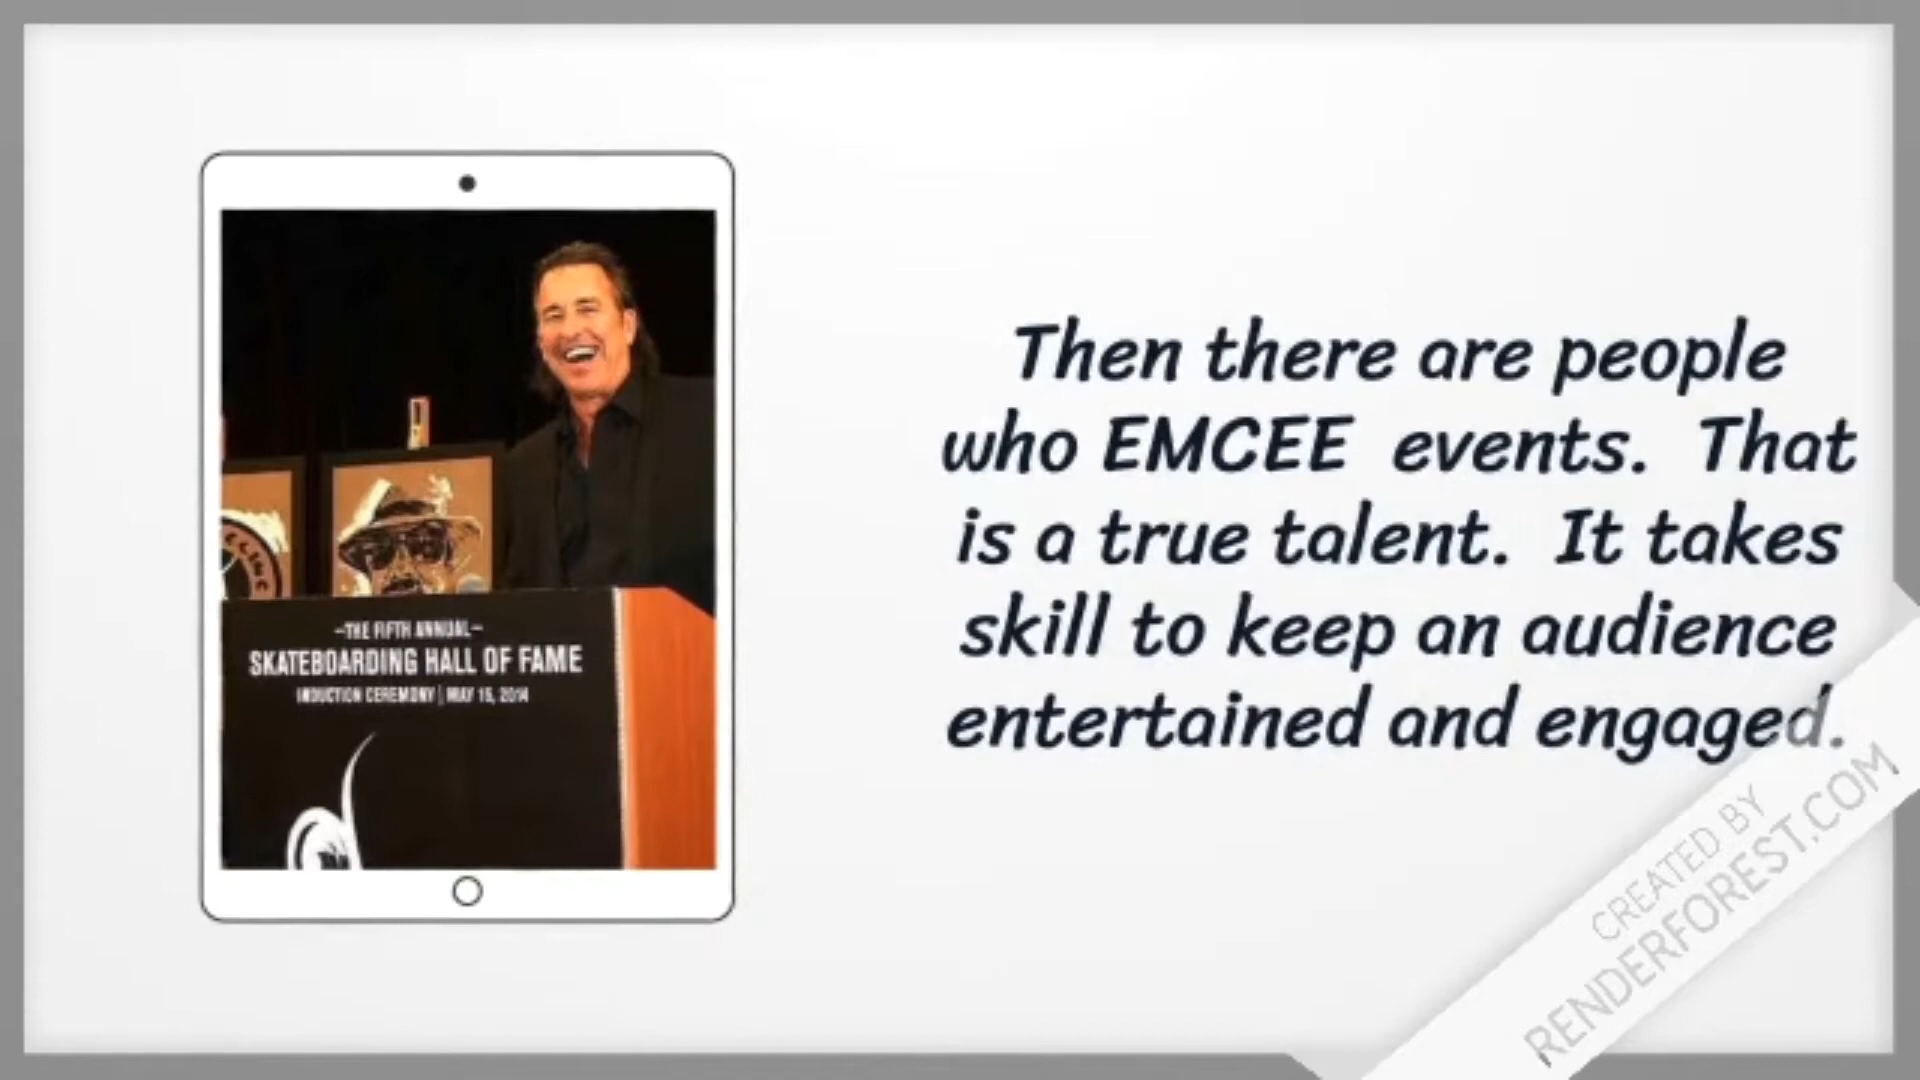 Then there are people
who EMCEE events. That
is a true talent. It takes
skill to keep an audience
entertained and engaged.
–THE FIFTH ANNUAL–
SKATEBOARDING HALL OF FAME
INDUCTION CEREMONY | MAY 15, 2014
CREATED BY
RENDERFOREST.COM